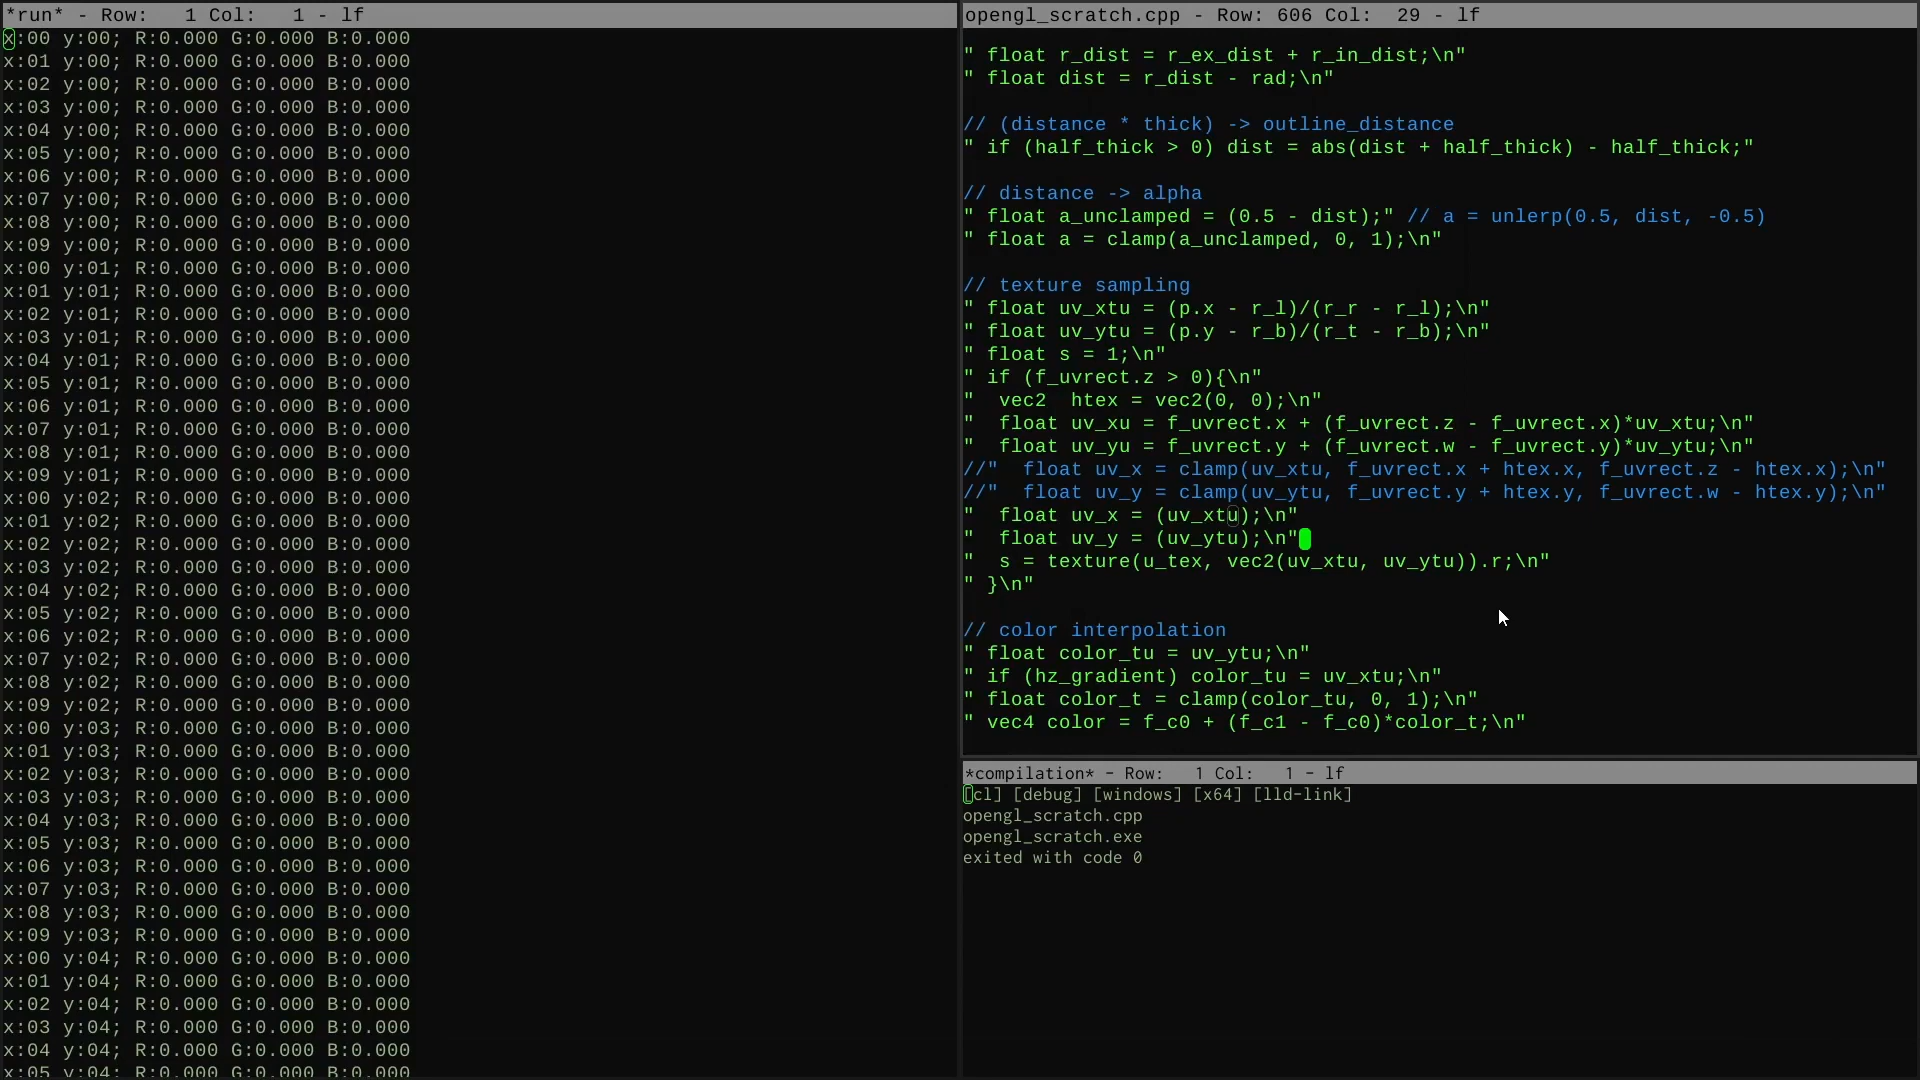 *run* - Row:   1 Col:   1 - lf
x:00 y:00; R:0.000 G:0.000 B:0.000
x:01 y:00; R:0.000 G:0.000 B:0.000
x:02 y:00; R:0.000 G:0.000 B:0.000
x:03 y:00; R:0.000 G:0.000 B:0.000
x:04 y:00; R:0.000 G:0.000 B:0.000
x:05 y:00; R:0.000 G:0.000 B:0.000
x:06 y:00; R:0.000 G:0.000 B:0.000
x:07 y:00; R:0.000 G:0.000 B:0.000
x:08 y:00; R:0.000 G:0.000 B:0.000
x:09 y:00; R:0.000 G:0.000 B:0.000
x:00 y:01; R:0.000 G:0.000 B:0.000
x:01 y:01; R:0.000 G:0.000 B:0.000
x:02 y:01; R:0.000 G:0.000 B:0.000
x:03 y:01; R:0.000 G:0.000 B:0.000
x:04 y:01; R:0.000 G:0.000 B:0.000
x:05 y:01; R:0.000 G:0.000 B:0.000
x:06 y:01; R:0.000 G:0.000 B:0.000
x:07 y:01; R:0.000 G:0.000 B:0.000
x:08 y:01; R:0.000 G:0.000 B:0.000
x:09 y:01; R:0.000 G:0.000 B:0.000
x:00 y:02; R:0.000 G:0.000 B:0.000
x:01 y:02; R:0.000 G:0.000 B:0.000
x:02 y:02; R:0.000 G:0.000 B:0.000
x:03 y:02; R:0.000 G:0.000 B:0.000
x:04 y:02; R:0.000 G:0.000 B:0.000
x:05 y:02; R:0.000 G:0.000 B:0.000
x:06 y:02; R:0.000 G:0.000 B:0.000
x:07 y:02; R:0.000 G:0.000 B:0.000
x:08 y:02; R:0.000 G:0.000 B:0.000
x:09 y:02; R:0.000 G:0.000 B:0.000
x:00 y:03; R:0.000 G:0.000 B:0.000
x:01 y:03; R:0.000 G:0.000 B:0.000
x:02 y:03; R:0.000 G:0.000 B:0.000
x:03 y:03; R:0.000 G:0.000 B:0.000
x:04 y:03; R:0.000 G:0.000 B:0.000
x:05 y:03; R:0.000 G:0.000 B:0.000
x:06 y:03; R:0.000 G:0.000 B:0.000
x:07 y:03; R:0.000 G:0.000 B:0.000
x:08 y:03; R:0.000 G:0.000 B:0.000
x:09 y:03; R:0.000 G:0.000 B:0.000
x:00 y:04; R:0.000 G:0.000 B:0.000
x:01 y:04; R:0.000 G:0.000 B:0.000
x:02 y:04; R:0.000 G:0.000 B:0.000
x:03 y:04; R:0.000 G:0.000 B:0.000
x:04 y:04; R:0.000 G:0.000 B:0.000
x:05 y:04; R:0.000 G:0.000 B:0.000
opengl_scratch.cpp - Row: 606 Col:  29 - lf
" float r_dist = r_ex_dist + r_in_dist;\n"
" float dist = r_dist - rad;\n"
// (distance * thick) -> outline_distance
" if (half_thick > 0) dist = abs(dist + half_thick) - half_thick;"
// distance -> alpha
" float a_unclamped = (0.5 - dist);" // a = unlerp(0.5, dist, -0.5)
" float a = clamp(a_unclamped, 0, 1);\n"
// texture sampling
" float uv_xtu = (p.x - r_l)/(r_r - r_l);\n"
" float uv_ytu = (p.y - r_b)/(r_t - r_b);\n"
" float s = 1;\n"
" if (f_uvrect.z > 0){\n"
"  vec2  htex = vec2(0, 0);\n"
"  float uv_xu = f_uvrect.x + (f_uvrect.z - f_uvrect.x)*uv_xtu;\n"
"  float uv_yu = f_uvrect.y + (f_uvrect.w - f_uvrect.y)*uv_ytu;\n"
//"  float uv_x = clamp(uv_xtu, f_uvrect.x + htex.x, f_uvrect.z - htex.x);\n"
//"  float uv_y = clamp(uv_ytu, f_uvrect.y + htex.y, f_uvrect.w - htex.y);\n"
"  float uv_x = (uv_xtu);\n"
"  float uv_y = (uv_ytu);\n"
"  s = texture(u_tex, vec2(uv_xtu, uv_ytu)).r;\n"
" }\n"
// color interpolation
" float color_tu = uv_ytu;\n"
" if (hz_gradient) color_tu = uv_xtu;\n"
" float color_t = clamp(color_tu, 0, 1);\n"
" vec4 color = f_c0 + (f_c1 - f_c0)*color_t;\n"
*compilation* - Row:   1 Col:   1 - lf
[cl] [debug] [windows] [x64] [lld-link]
opengl_scratch.cpp
opengl_scratch.exe
exited with code 0